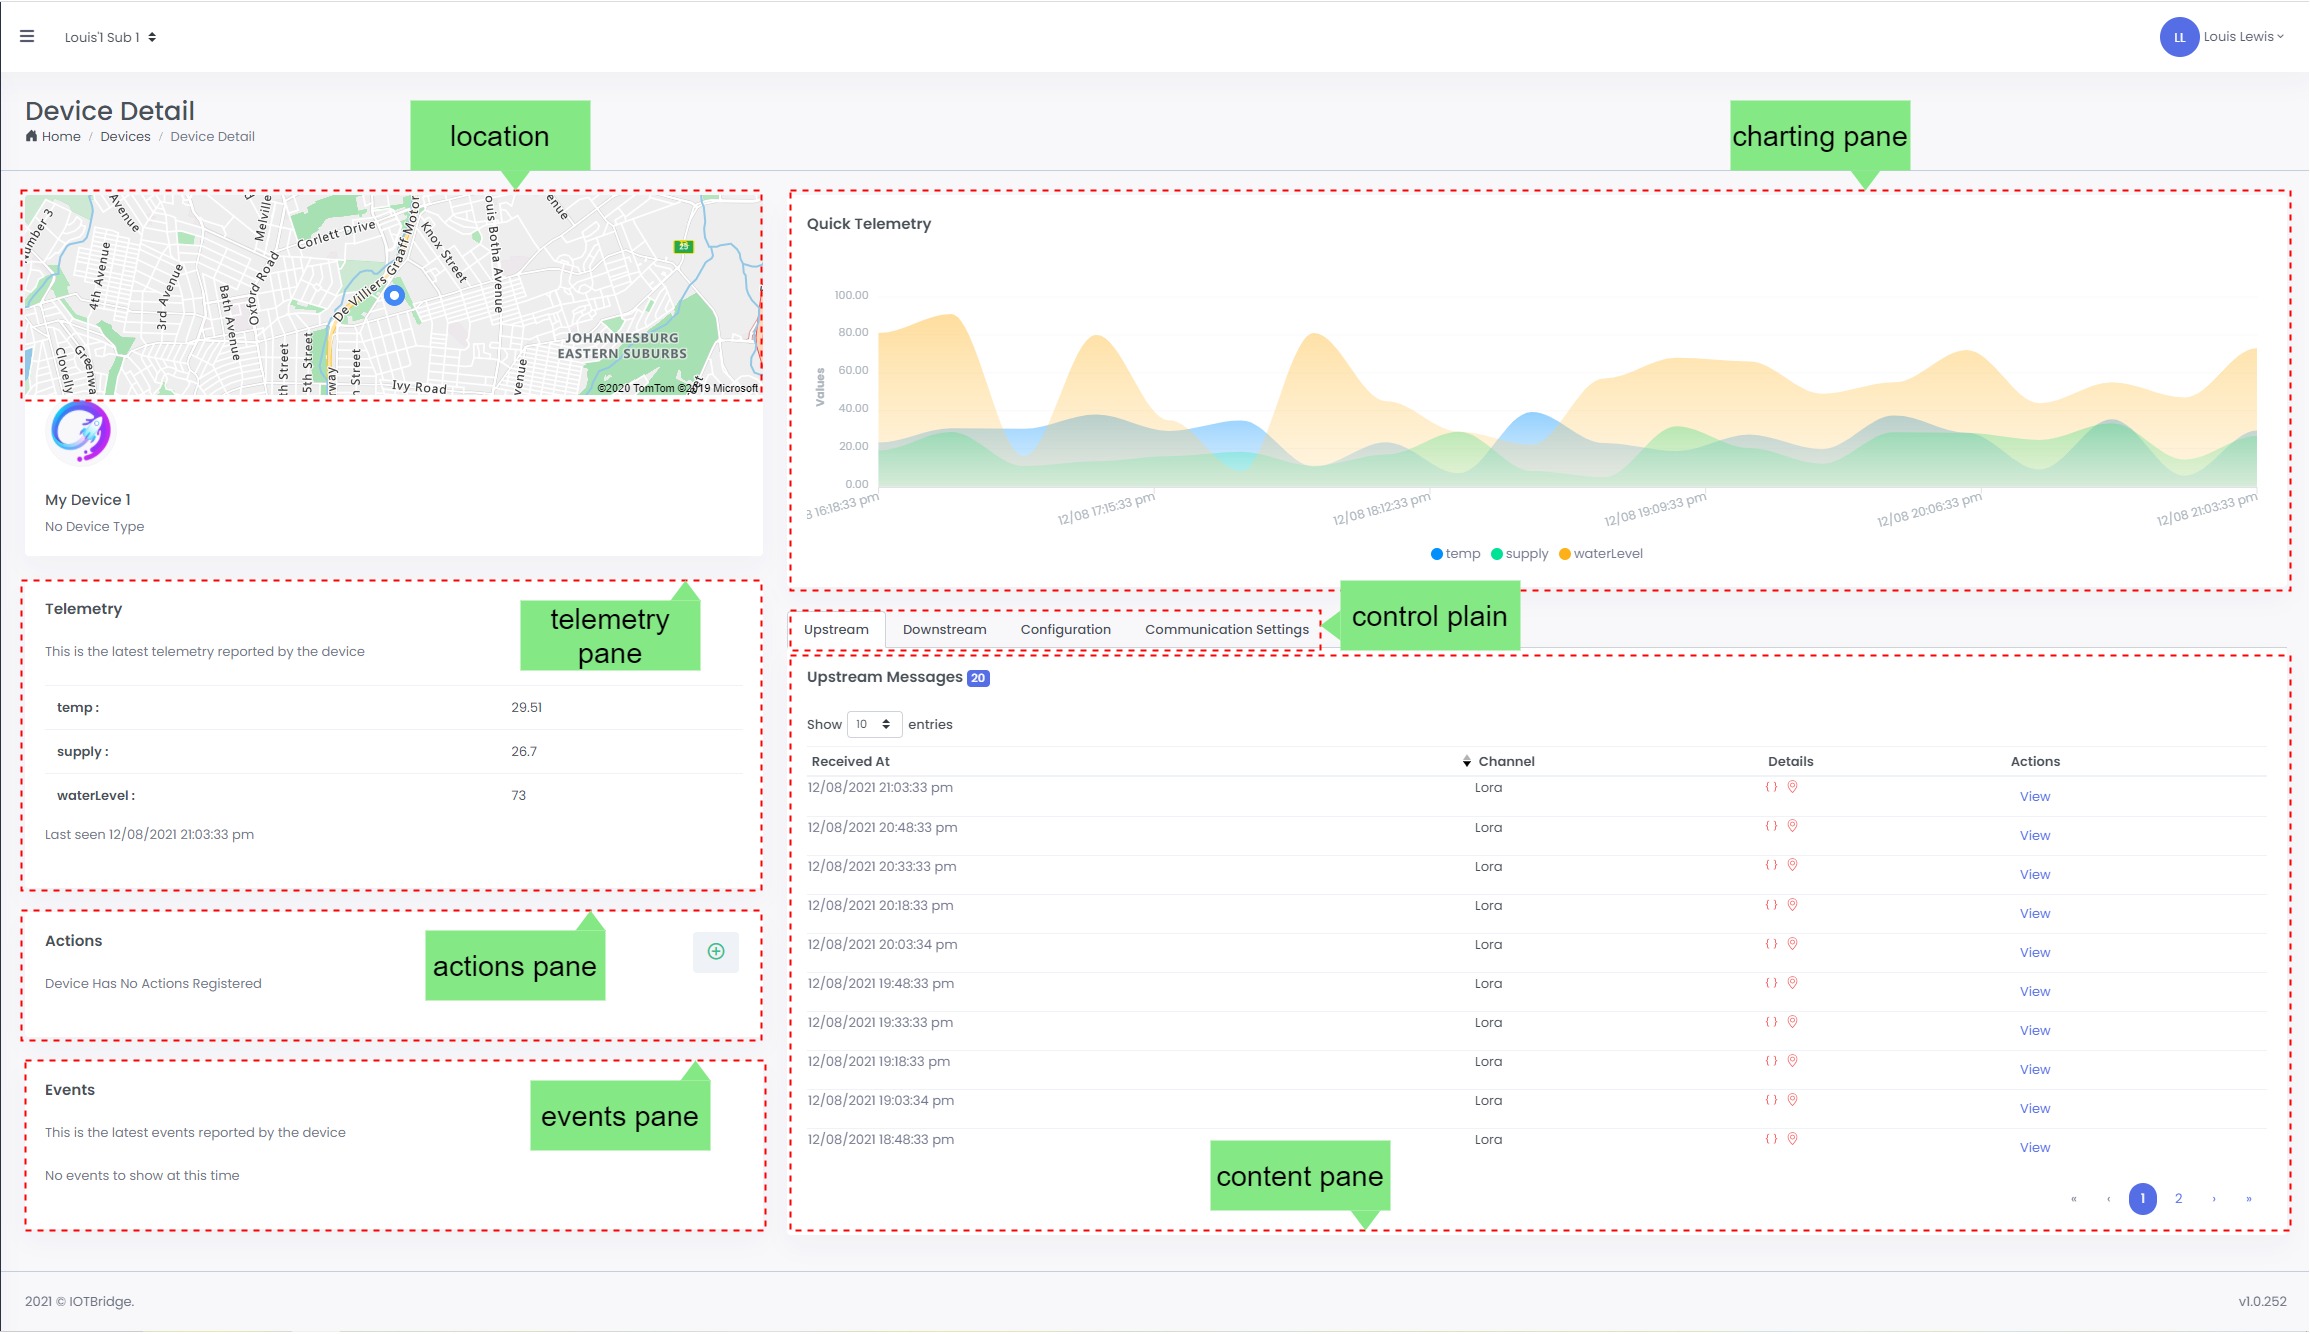 Louis'1 Sub 1
LL Louis Lewis
Device Detail
Home / Devices / Device Detail
location
charting pane
Number 3
Avenue
Melville
Corlett Drive
Knox Street
Louis Botha Avenue
4th Avenue
3rd Avenue
Bath Avenue
Oxford Road
De Villiers Graaff Motor
29
JOHANNESBURG
EASTERN SUBURBS
Clovelly
Greenwa
5th Street
Street
way
Ivy Road
©2020 TomTom ©2019 Microsoft
My Device 1
No Device Type
Telemetry
telemetry
pane
This is the latest telemetry reported by the device
temp : 29.51
supply : 26.7
waterLevel : 73
Last seen 12/08/2021 21:03:33 pm
Actions
actions pane
Device Has No Actions Registered
Events
events pane
This is the latest events reported by the device
No events to show at this time
Quick Telemetry
100.00
80.00
60.00
40.00
20.00
0.00
Values
8 16:18:33 pm
12/08 17:15:33 pm
12/08 18:12:33 pm
12/08 19:09:33 pm
12/08 20:06:33 pm
12/08 21:03:33 pm
temp supply waterLevel
control plain
Upstream Downstream Configuration Communication Settings
Upstream Messages 20
Show 10 entries
Received At Channel Details Actions
12/08/2021 21:03:33 pm Lora { } View
12/08/2021 20:48:33 pm Lora { } View
12/08/2021 20:33:33 pm Lora { } View
12/08/2021 20:18:33 pm Lora { } View
12/08/2021 20:03:34 pm Lora { } View
12/08/2021 19:48:33 pm Lora { } View
12/08/2021 19:33:33 pm Lora { } View
12/08/2021 19:18:33 pm Lora { } View
12/08/2021 19:03:34 pm Lora { } View
12/08/2021 18:48:33 pm Lora { } View
content pane
« ‹ 1 2 › »
2021 © IOTBridge.
v1.0.252